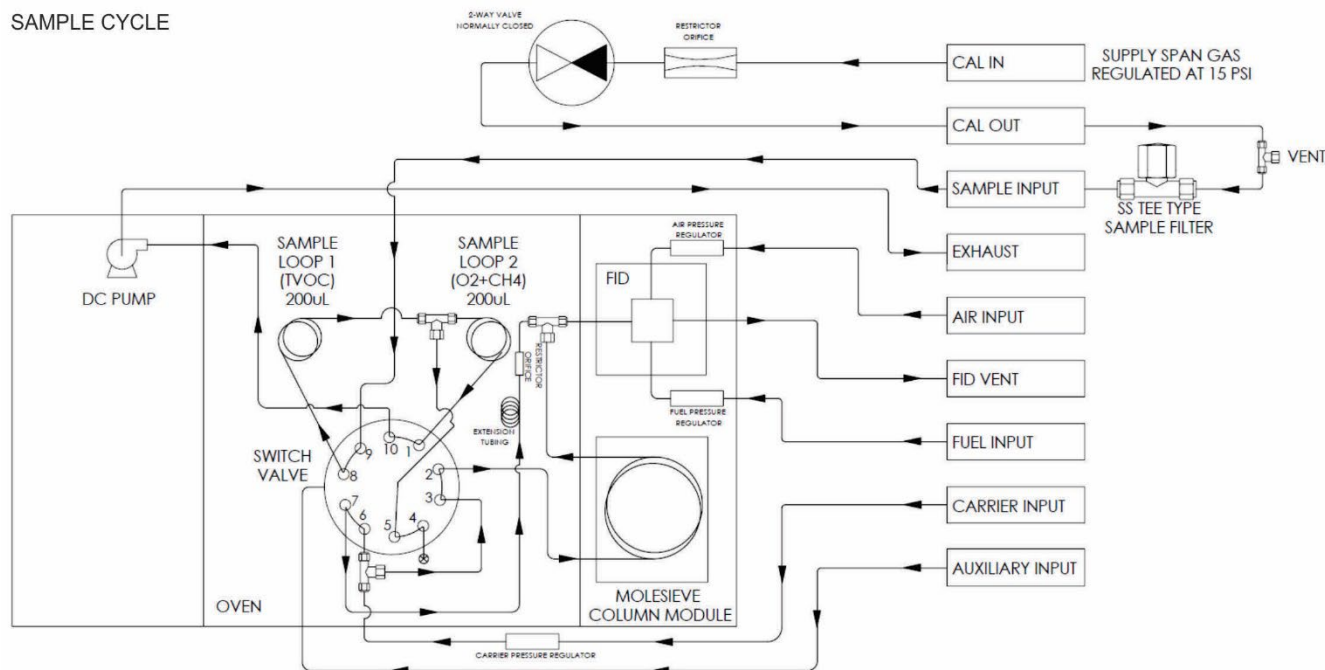 SAMPLE CYCLE
2-WAY VALVE
NORMALLY CLOSED
RESTRICTOR
ORIFICE
CAL IN
SUPPLY SPAN GAS
REGULATED AT 15 PSI
CAL OUT
VENT
SAMPLE INPUT
SS TEE TYPE
SAMPLE FILTER
EXHAUST
AIR INPUT
FID VENT
FUEL INPUT
CARRIER INPUT
AUXILIARY INPUT
DC PUMP
SAMPLE
LOOP 1
(TVOC)
200uL
SAMPLE
LOOP 2
(O2+CH4)
200uL
AIR PRESSURE
REGULATOR
FID
RESTRICTOR
ORIFICE
FUEL PRESSURE
REGULATOR
EXTENSION
TUBING
SWITCH
VALVE
10
1
9
2
8
3
7
4
6
5
OVEN
MOLESIEVE
COLUMN MODULE
CARRIER PRESSURE REGULATOR